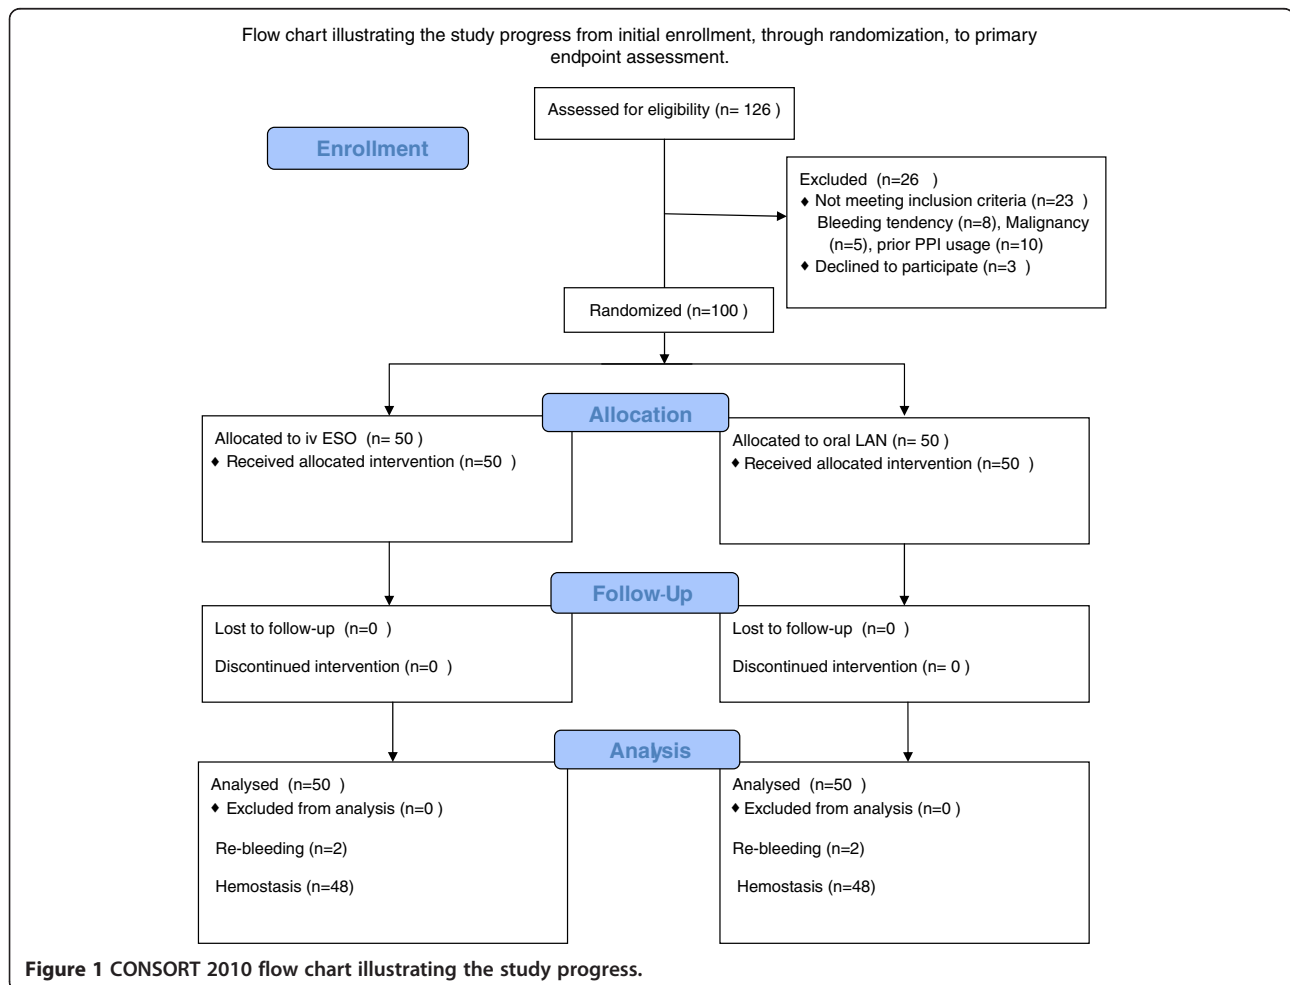 Flow chart illustrating the study progress from initial enrollment, through randomization, to primary
endpoint assessment.
Assessed for eligibility (n= 126 )
Enrollment
Excluded (n=26 )
♦ Not meeting inclusion criteria (n=23 )
Bleeding tendency (n=8), Malignancy
(n=5), prior PPI usage (n=10)
♦ Declined to participate (n=3 )
Randomized (n=100 )
Allocation
Allocated to iv ESO (n= 50 )
♦ Received allocated intervention (n=50 )
Allocated to oral LAN (n= 50 )
♦ Received allocated intervention (n=50 )
Follow-Up
Lost to follow-up (n=0 )
Discontinued intervention (n=0 )
Lost to follow-up (n=0 )
Discontinued intervention (n= 0 )
Analysis
Analysed (n=50 )
♦ Excluded from analysis (n=0 )
Re-bleeding (n=2)
Hemostasis (n=48)
Analysed (n=50 )
♦ Excluded from analysis (n=0 )
Re-bleeding (n=2)
Hemostasis (n=48)
Figure 1 CONSORT 2010 flow chart illustrating the study progress.